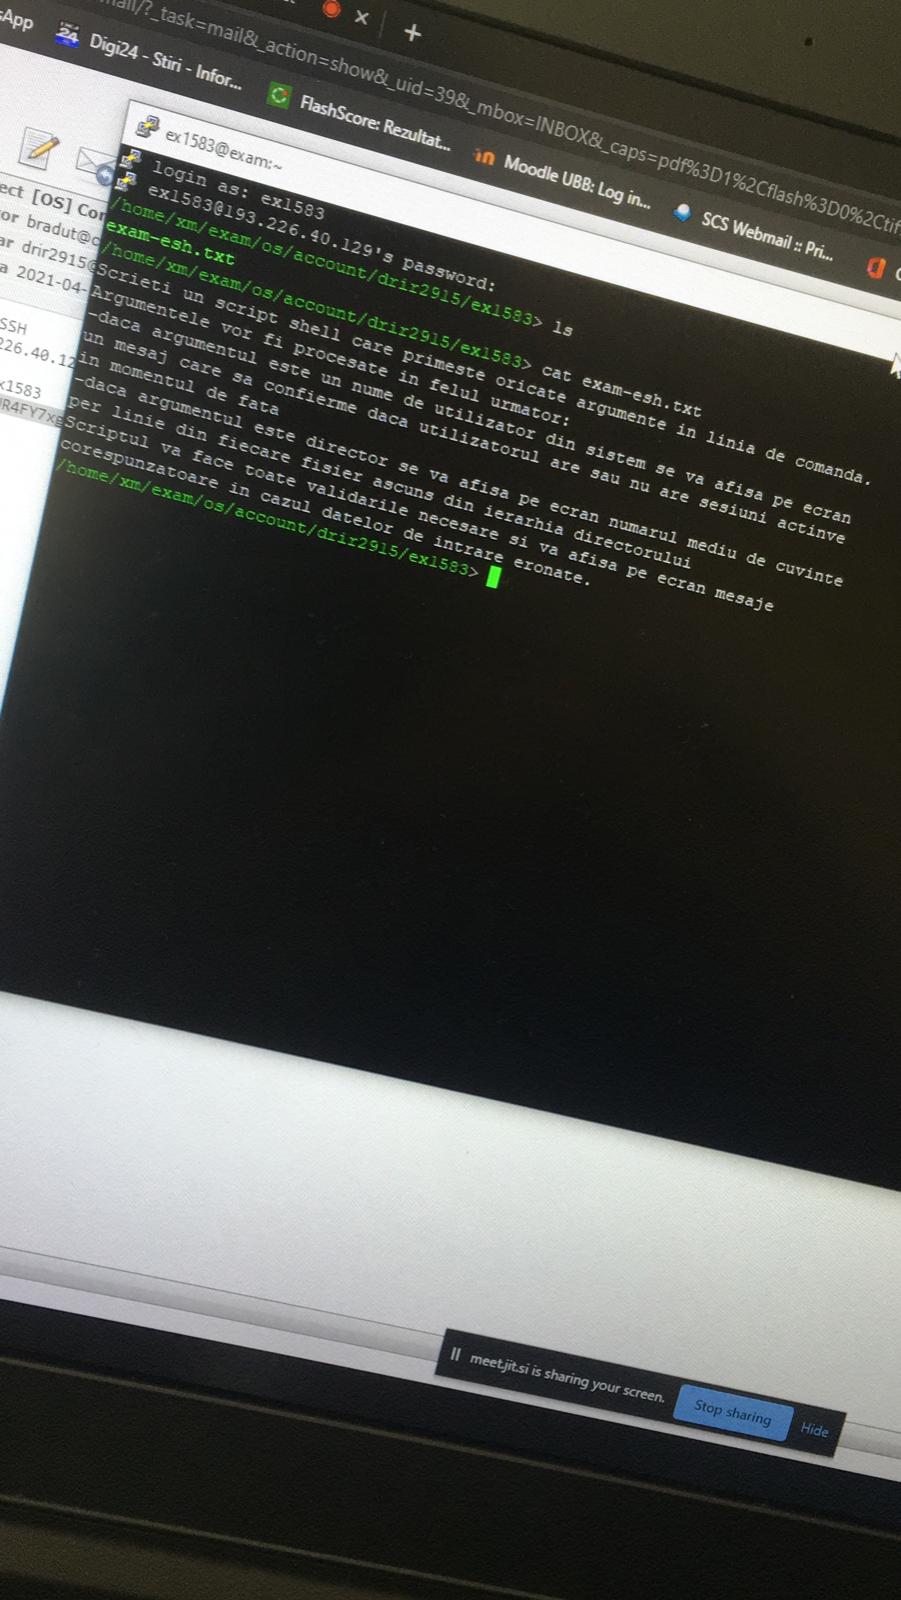 mail/?_task=mail&_action=show&_uid=39&_mbox=INBOX&_caps=pdf%3D1%2Cflash%3D0%2Ctif
sApp
24
Digi24 - Stiri - Infor...
FlashScore: Rezultat...
Moodle UBB: Log in...
SCS Webmail :: Pri...
ex1583@exam:~
login as: ex1583
ex1583@193.226.40.129's password:
/home/xm/exam/os/account/drir2915/ex1583> ls
exam-esh.txt
/home/xm/exam/os/account/drir2915/ex1583> cat exam-esh.txt
Scrieti un script shell care primeste oricate argumente in linia de comanda.
Argumentele vor fi procesate in felul urmator:
-daca argumentul este un nume de utilizator din sistem se va afisa pe ecran
un mesaj care sa confierme daca utilizatorul are sau nu are sesiuni actinve
in momentul de fata
-daca argumentul este director se va afisa pe ecran numarul mediu de cuvinte
per linie din fiecare fisier ascuns din ierarhia directorului
Scriptul va face toate validarile necesare si va afisa pe ecran mesaje
corespunzatoare in cazul datelor de intrare eronate.
/home/xm/exam/os/account/drir2915/ex1583>
ect [OS] Cor
or bradut@c
ar drir2915@
a 2021-04-
SSH
226.40.12
x1583
meet.jit.si is sharing your screen.
Stop sharing
Hide